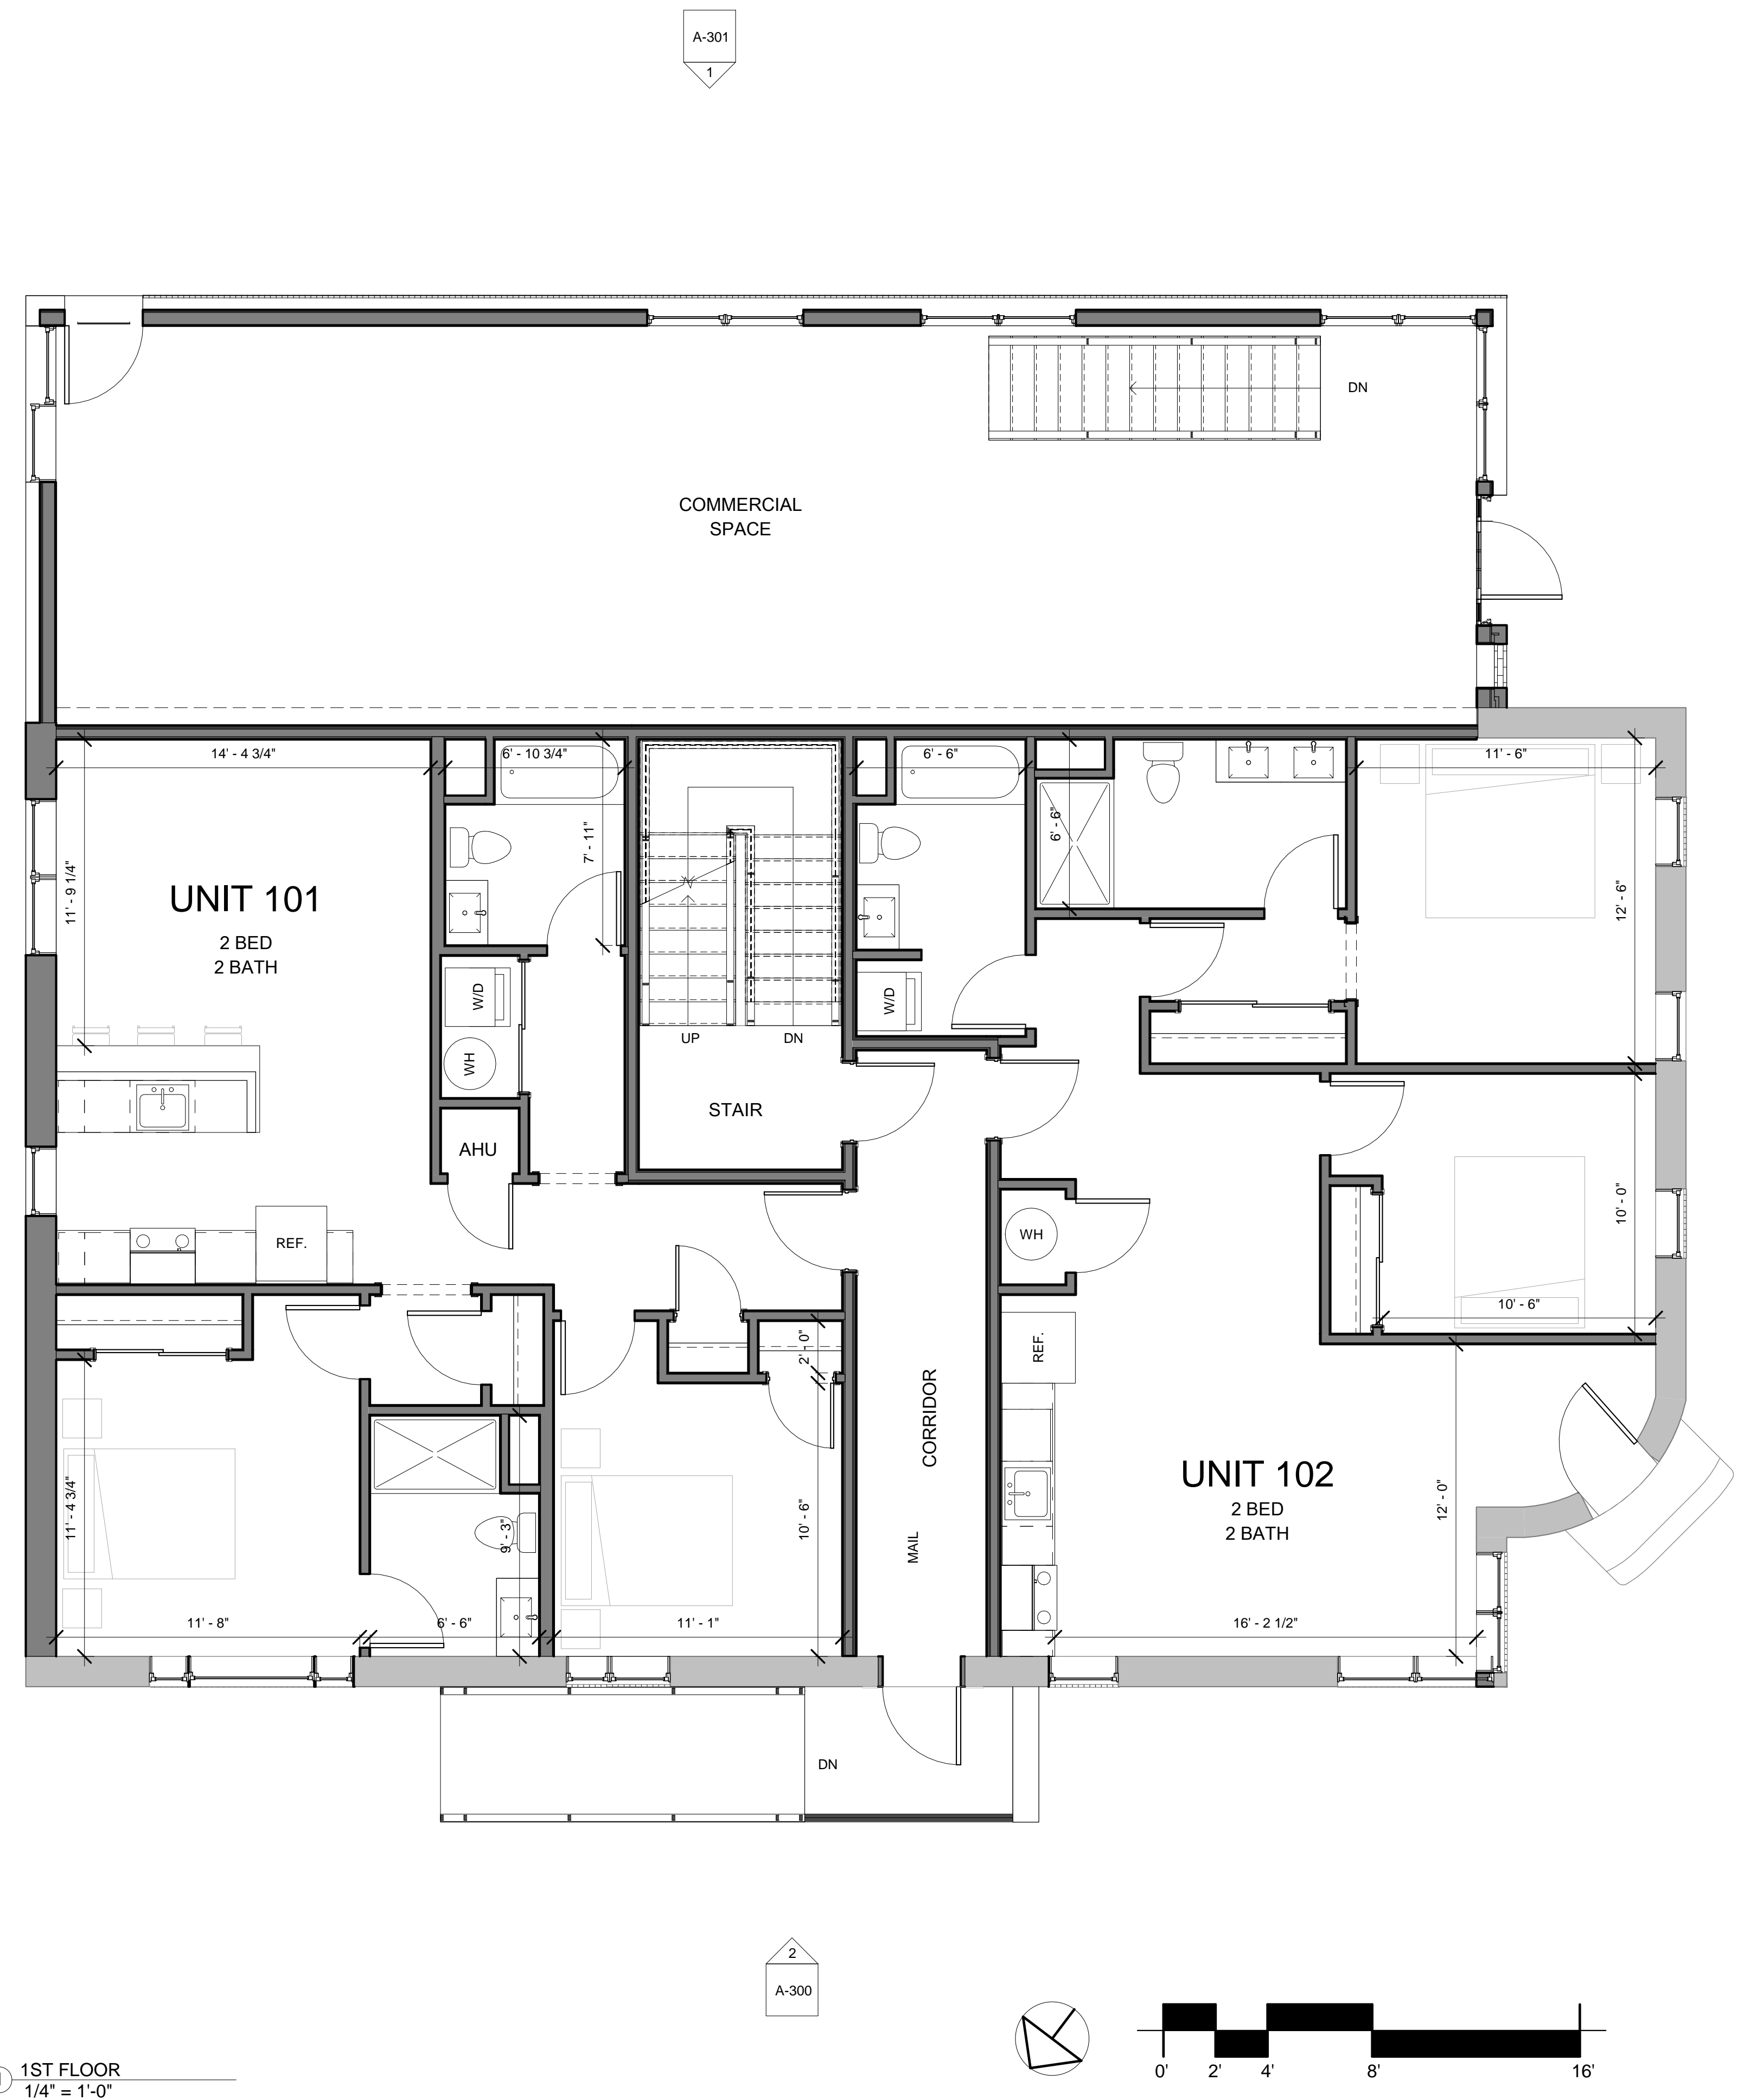 A-301
1
DN
COMMERCIAL
SPACE
14' - 4 3/4"
6' - 10 3/4"
6' - 6"
11' - 6"
11' - 9 1/4"
7' - 11"
6' - 6"
12' - 6"
UNIT 101
2 BED
2 BATH
W/D
W/D
WH
UP
DN
STAIR
AHU
REF.
WH
10' - 0"
10' - 6"
REF.
2' - 0"
CORRIDOR
MAIL
UNIT 102
2 BED
2 BATH
11' - 4 3/4"
9' - 3"
10' - 6"
12' - 0"
11' - 8"
6' - 6"
11' - 1"
16' - 2 1/2"
DN
2
A-300
0' 2' 4' 8' 16'
1ST FLOOR
1/4" = 1'-0"